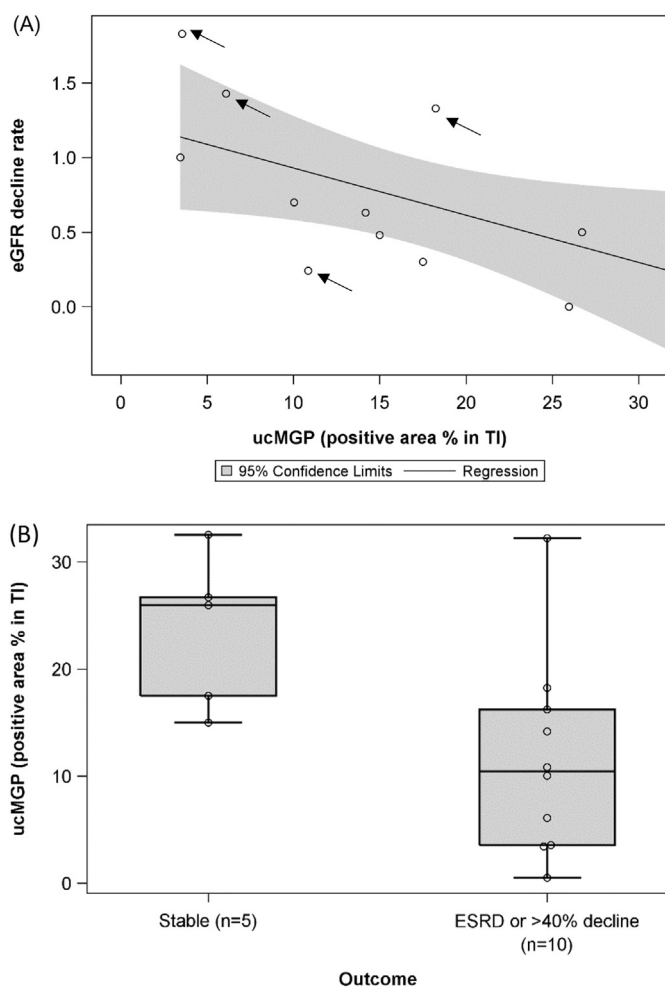 (A)
eGFR decline rate
1.5
1.0
0.5
0.0
0 5 10 15 20 25 30
ucMGP (positive area % in TI)
95% Confidence Limits Regression
(B)
ucMGP (positive area % in TI)
30
20
10
0
Stable (n=5) ESRD or >40% decline
(n=10)
Outcome